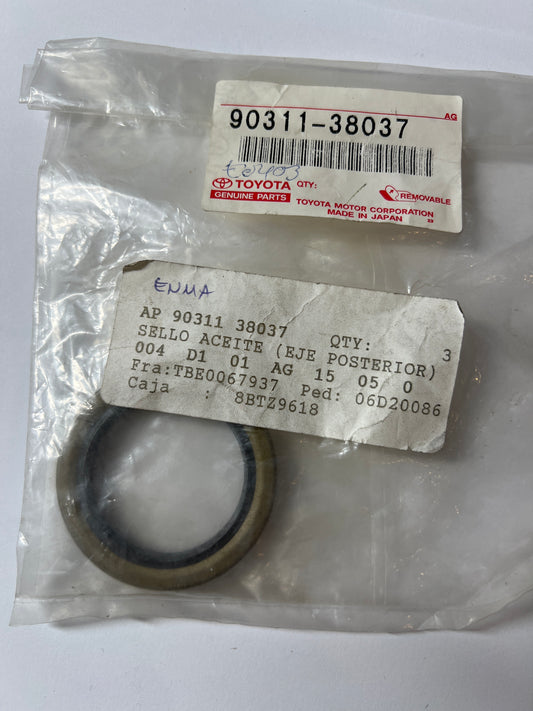 AG
90311-38037
TOYOTA QTY:
GENUINE PARTS
REMOVABLE
TOYOTA MOTOR CORPORATION
MADE IN JAPAN
ENMA
AP 90311 38037 QTY: 3
SELLO ACEITE (EJE POSTERIOR)
004 D1 01 AG 15 05 0
Fra:TBE0067937 Ped: 06D20086
Caja : 8BTZ9618